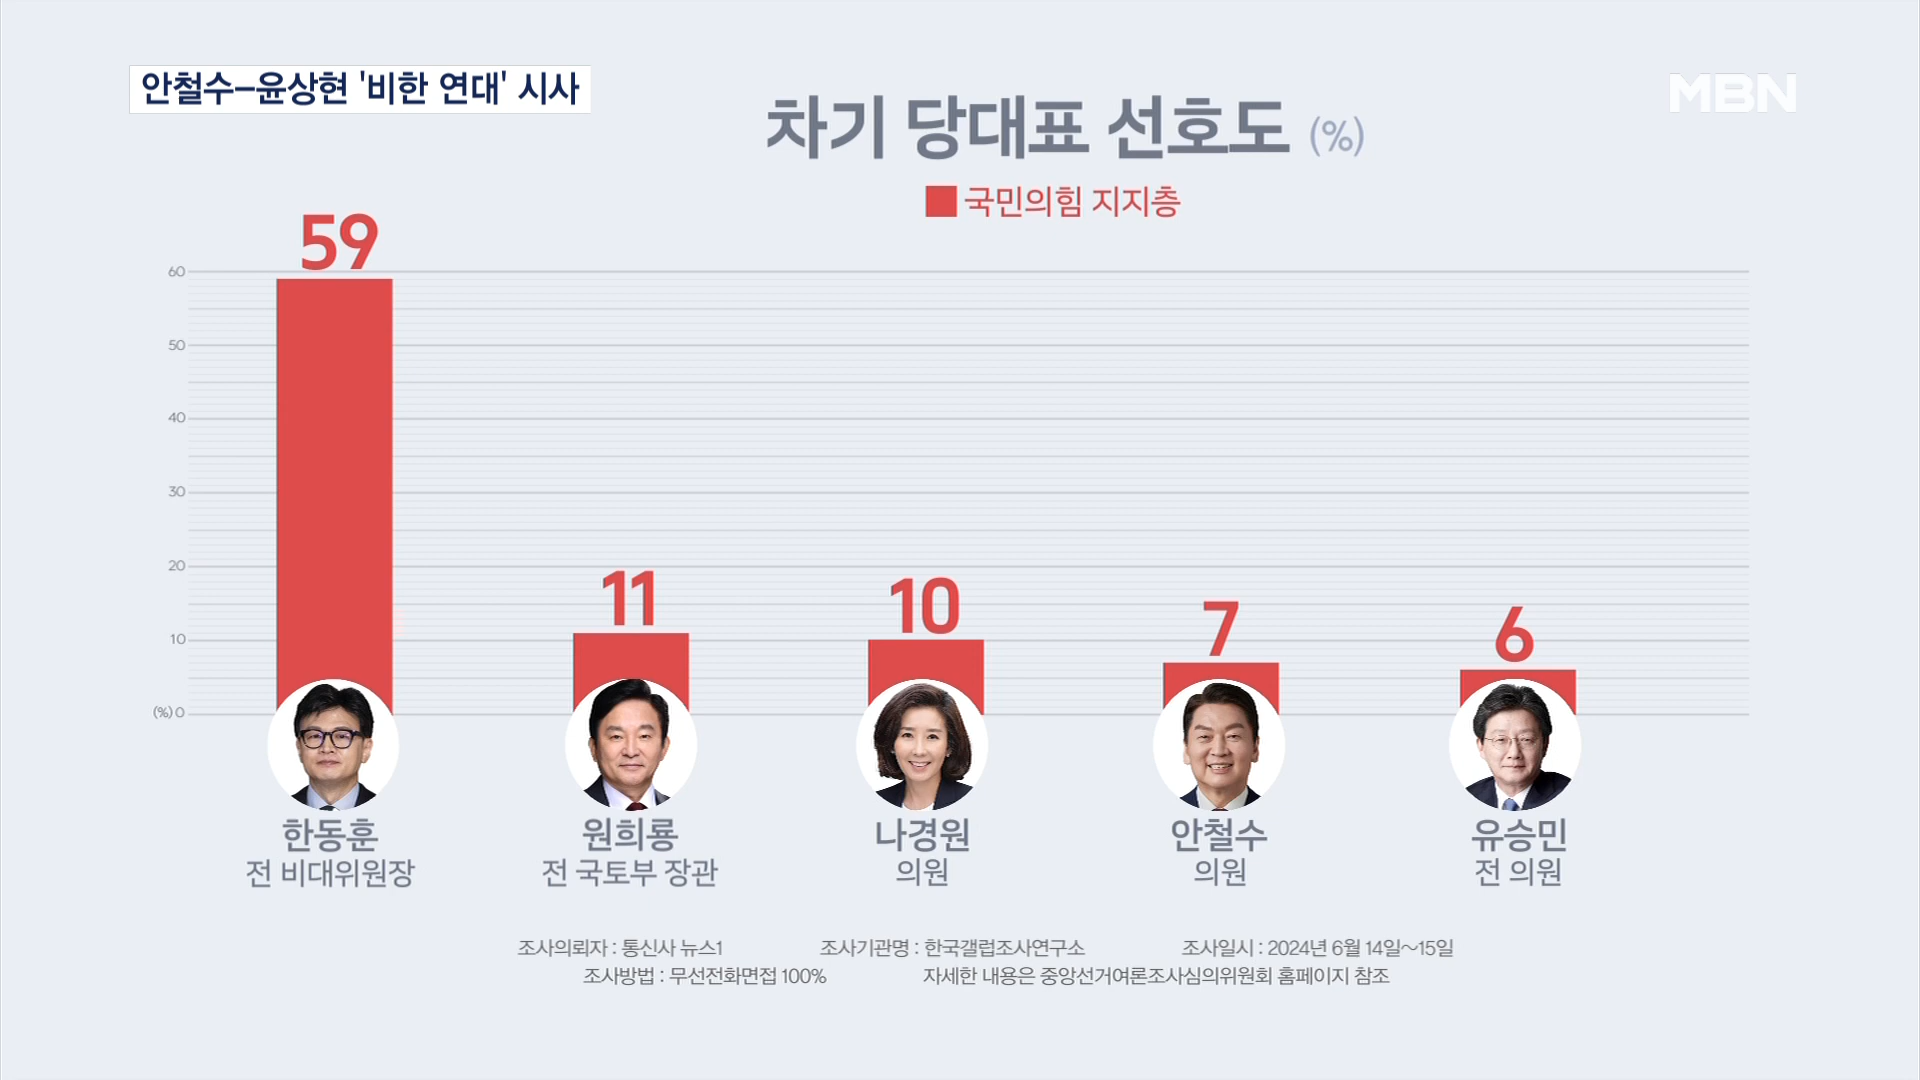 안철수-윤상현 '비한 연대' 시사
MBN
차기 당대표 선호도 (%)
국민의힘 지지층
60
50
40
30
20
10
(%) 0
59
11
10
7
6
한동훈
전 비대위원장
원희룡
전 국토부 장관
나경원
의원
안철수
의원
유승민
전 의원
조사의뢰자 : 통신사 뉴스1 조사기관명 : 한국갤럽조사연구소 조사일시 : 2024년 6월 14일~15일
조사방법 : 무선전화면접 100% 자세한 내용은 중앙선거여론조사심의위원회 홈페이지 참조